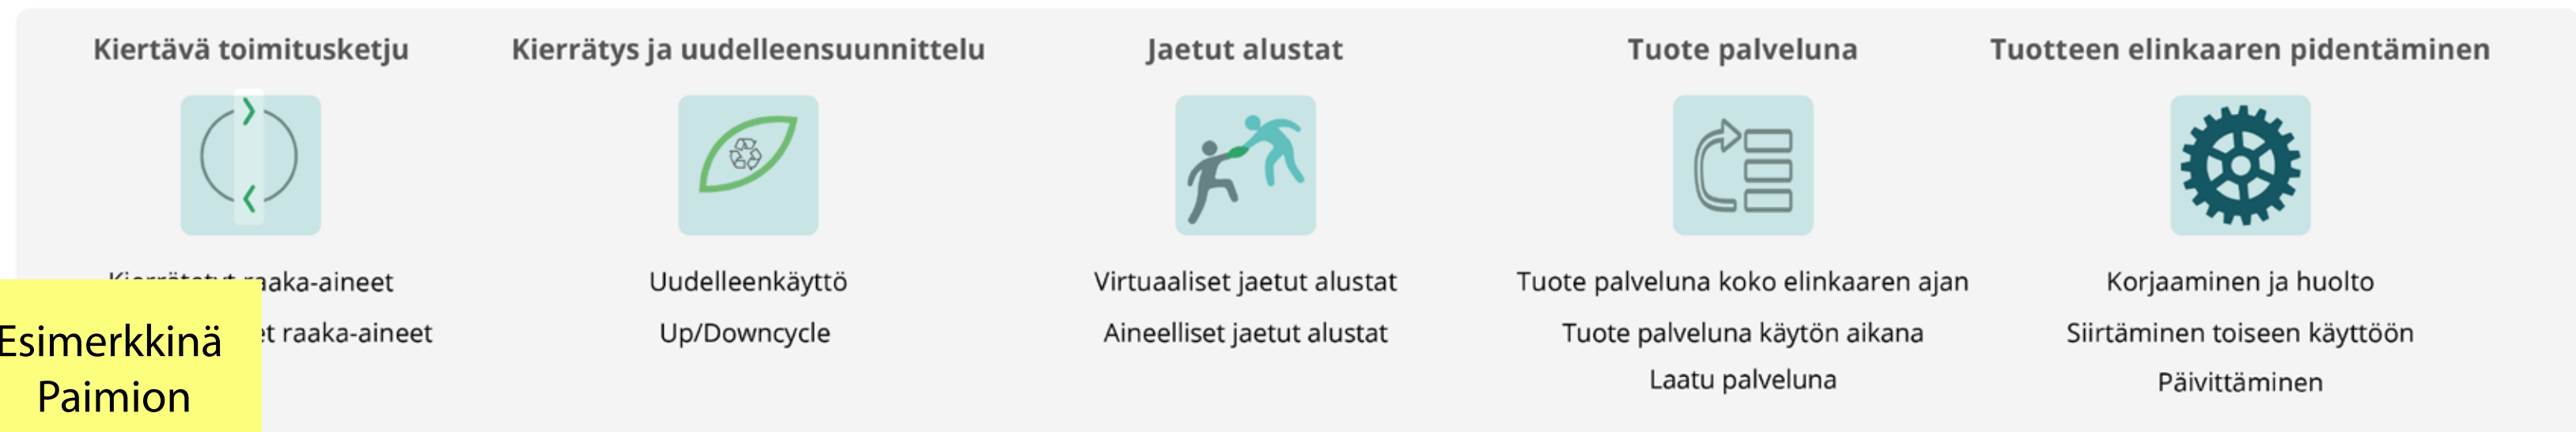 Kiertävä toimitusketju
Kierrätys ja uudelleensuunnittelu
Jaetut alustat
Tuote palveluna
Tuotteen elinkaaren pidentäminen
Kierrätetyt raaka-aineet
et raaka-aineet
Uudelleenkäyttö
Up/Downcycle
Virtuaaliset jaetut alustat
Aineelliset jaetut alustat
Tuote palveluna koko elinkaaren ajan
Tuote palveluna käytön aikana
Laatu palveluna
Korjaaminen ja huolto
Siirtäminen toiseen käyttöön
Päivittäminen
Esimerkkinä
Paimion